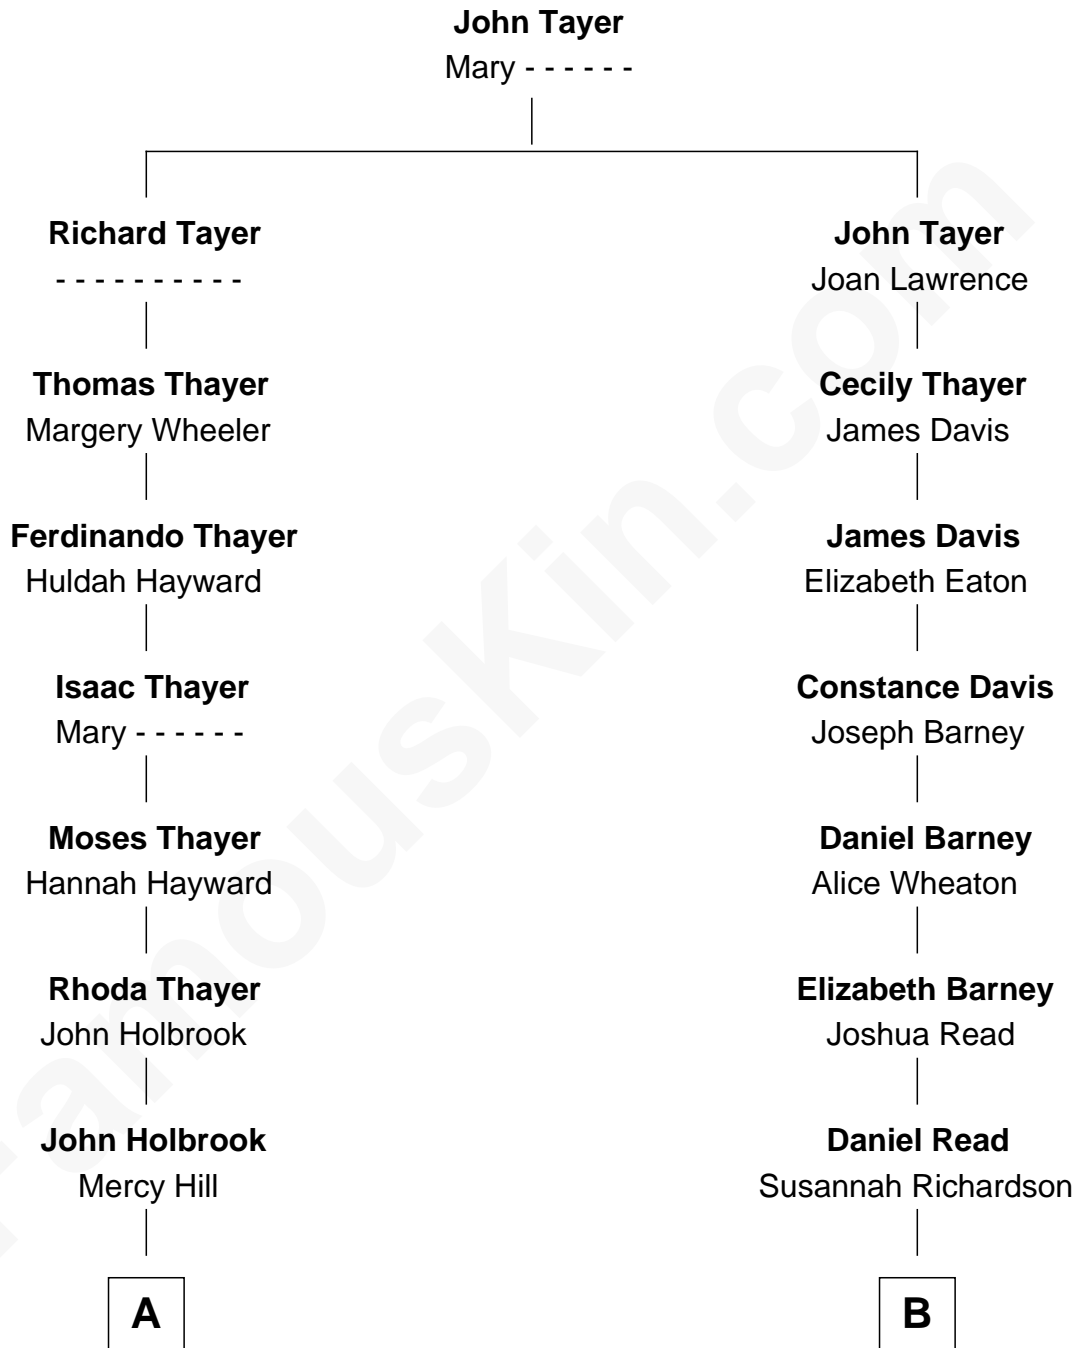 John Tayer
Mary - - - - - -
Richard Tayer
- - - - - - - - - -
John Tayer
Joan Lawrence
Thomas Thayer
Margery Wheeler
Cecily Thayer
James Davis
Ferdinando Thayer
Huldah Hayward
James Davis
Elizabeth Eaton
Isaac Thayer
Mary - - - - - -
Constance Davis
Joseph Barney
Moses Thayer
Hannah Hayward
Daniel Barney
Alice Wheaton
Rhoda Thayer
John Holbrook
Elizabeth Barney
Joshua Read
John Holbrook
Mercy Hill
Daniel Read
Susannah Richardson
A
B
FamousKin.com